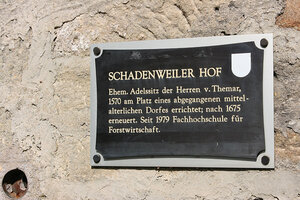 SCHADENWEILER HOF
Ehem. Adelssitz der Herren v. Themar,
1570 am Platz eines abgegangenen mittel-
alterlichen Dorfes errichtet; nach 1675
erneuert. Seit 1979 Fachhochschule für
Forstwirtschaft.